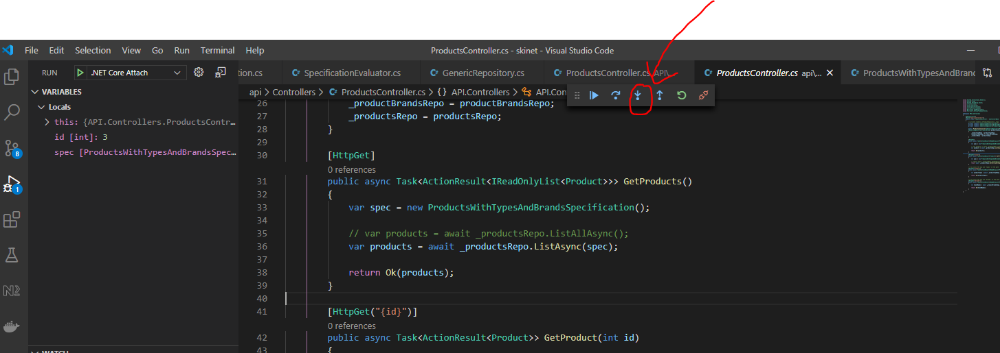 File Edit Selection View Go Run Terminal Help ProductsController.cs - skinet - Visual Studio Code
RUN .NET Core Attach
tion.cs SpecificationEvaluator.cs GenericRepository.cs ProductsController.cs API\... ProductsController.cs api\... ProductsWithTypesAndBrand
VARIABLES
api > Controllers > ProductsController.cs > {} API.Controllers > API.Con
Locals
this: {API.Controllers.ProductsContr...
id [int]: 3
spec [ProductsWithTypesAndBrandsSpec...
WATCH
26 _productBrandsRepo = productBrandsRepo;
27 _productsRepo = productsRepo;
28 }
29
30 [HttpGet]
0 references
31 public async Task<ActionResult<IReadOnlyList<Product>>> GetProducts()
32 {
33 var spec = new ProductsWithTypesAndBrandsSpecification();
34
35 // var products = await _productsRepo.ListAllAsync();
36 var products = await _productsRepo.ListAsync(spec);
37
38 return Ok(products);
39 }
40
41 [HttpGet("{id}")]
0 references
42 public async Task<ActionResult<Product>> GetProduct(int id)
43 {
8
1